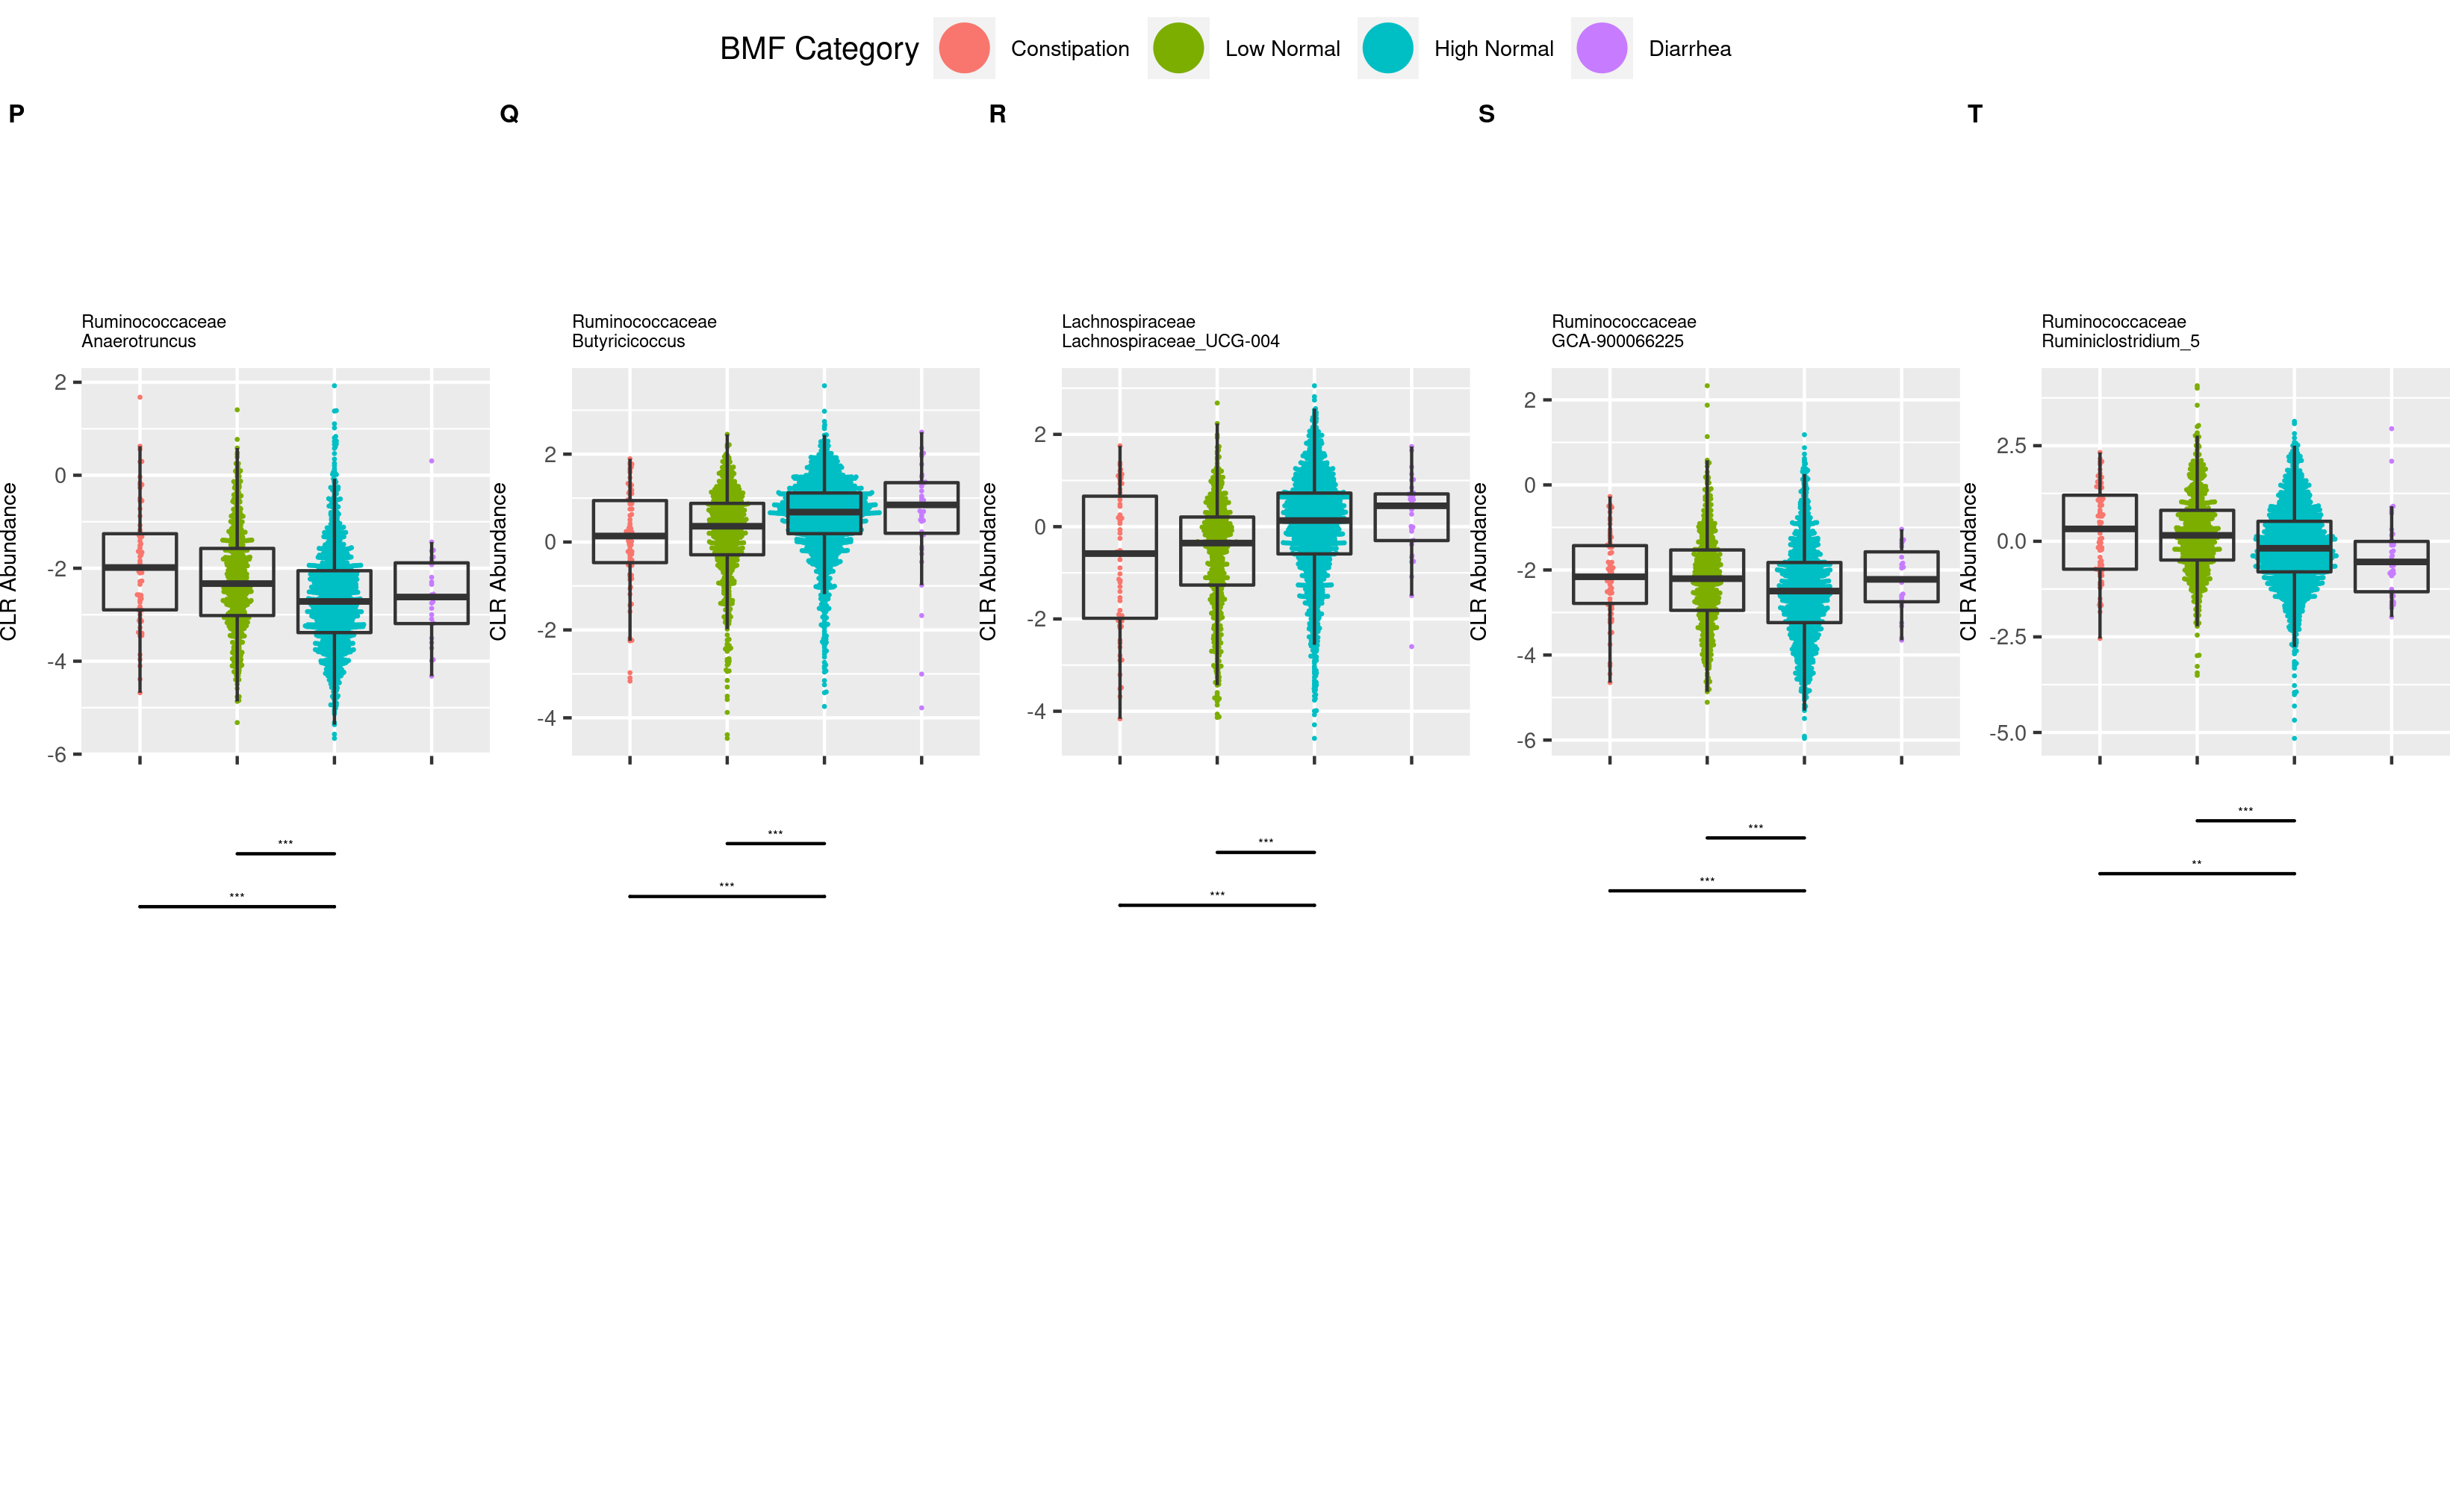 BMF Category Constipation Low Normal High Normal Diarrhea
P Q R S T
Ruminococcaceae
Anaerotruncus
CLR Abundance
2
0
-2
-4
-6
***
***
Ruminococcaceae
Butyricicoccus
CLR Abundance
2
0
-2
-4
***
***
Lachnospiraceae
Lachnospiraceae_UCG-004
CLR Abundance
2
0
-2
-4
***
***
Ruminococcaceae
GCA-900066225
CLR Abundance
2
0
-2
-4
-6
***
***
Ruminococcaceae
Ruminiclostridium_5
CLR Abundance
2.5
0.0
-2.5
-5.0
***
**